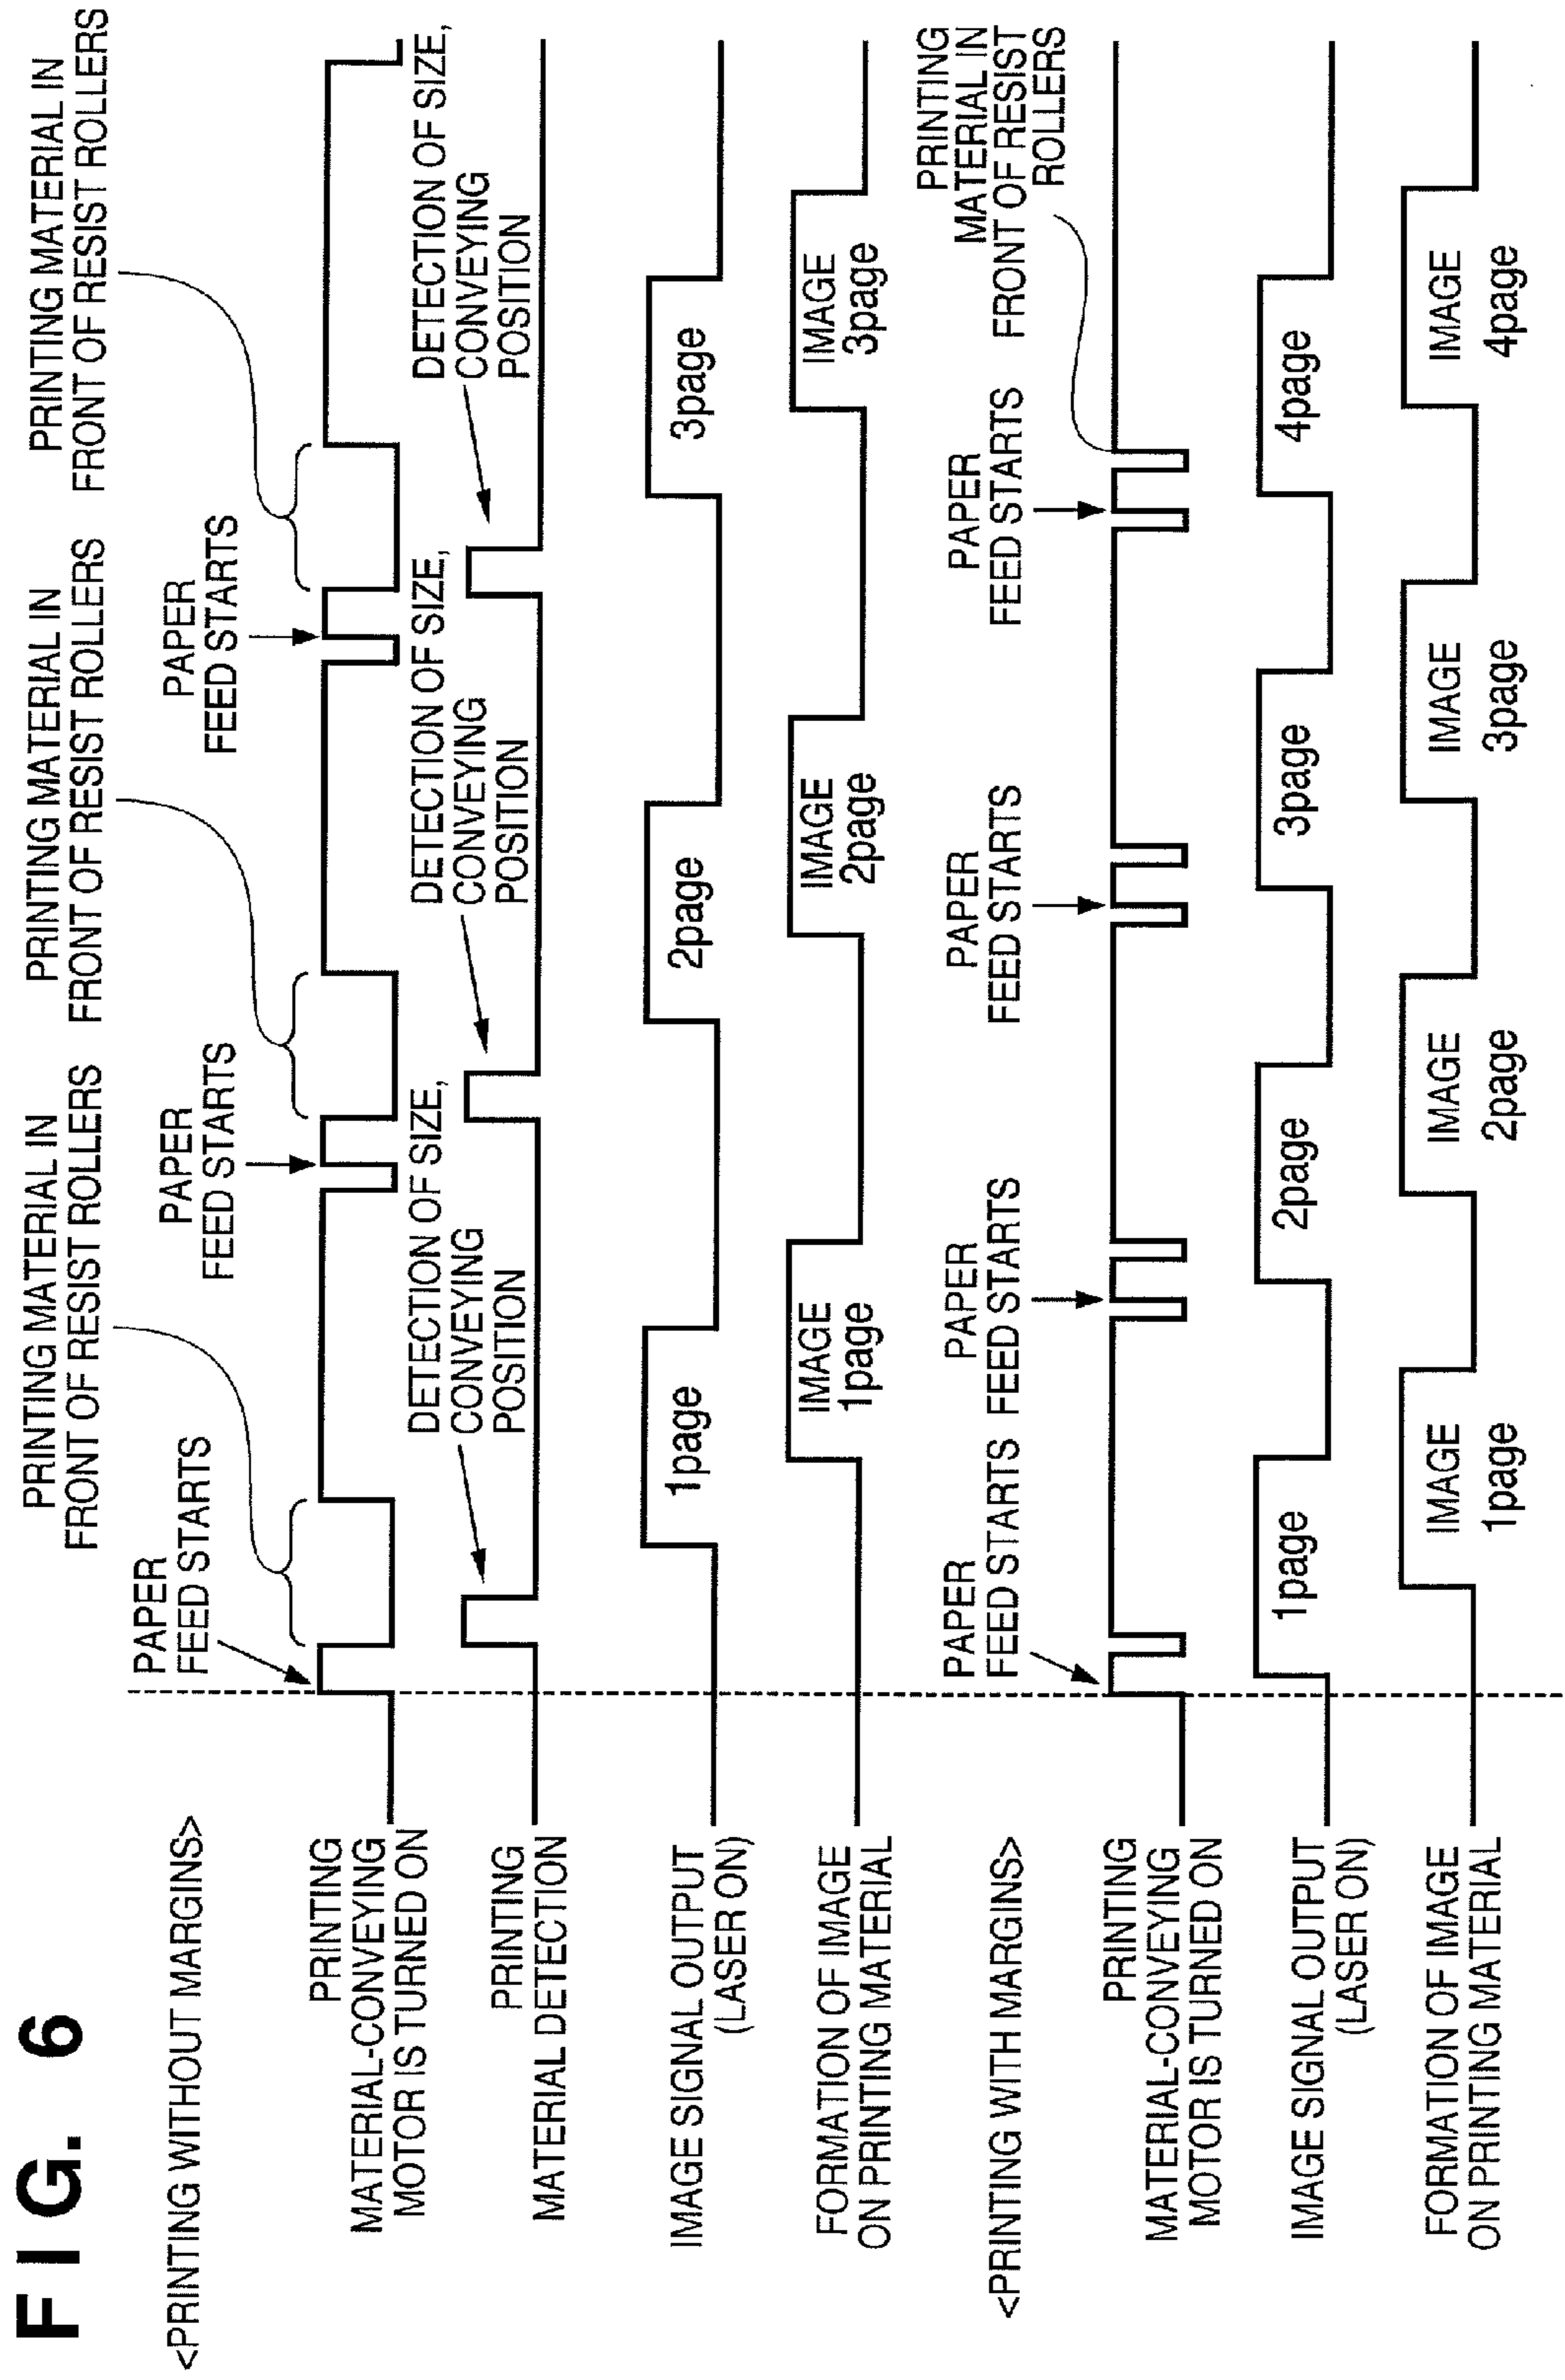 FIG. 6
<PRINTING WITHOUT MARGINS>
PRINTING MATERIAL IN
FRONT OF RESIST ROLLERS
PRINTING MATERIAL IN
FRONT OF RESIST ROLLERS
PRINTING MATERIAL IN
FRONT OF RESIST ROLLERS
PAPER
FEED STARTS
PAPER
FEED STARTS
PAPER
FEED STARTS
PRINTING
MATERIAL-CONVEYING
MOTOR IS TURNED ON
DETECTION OF SIZE,
CONVEYING
POSITION
DETECTION OF SIZE,
CONVEYING
POSITION
DETECTION OF SIZE,
CONVEYING
POSITION
PRINTING
MATERIAL DETECTION
IMAGE SIGNAL OUTPUT
(LASER ON)
1page
2page
3page
FORMATION OF IMAGE
ON PRINTING MATERIAL
IMAGE
1page
IMAGE
2page
IMAGE
3page
<PRINTING WITH MARGINS>
PAPER
FEED STARTS
PAPER
FEED STARTS
PAPER
FEED STARTS
PAPER
FEED STARTS
PRINTING
MATERIAL IN
FRONT OF RESIST
ROLLERS
PRINTING
MATERIAL-CONVEYING
MOTOR IS TURNED ON
IMAGE SIGNAL OUTPUT
(LASER ON)
1page
2page
3page
4page
FORMATION OF IMAGE
ON PRINTING MATERIAL
IMAGE
1page
IMAGE
2page
IMAGE
3page
IMAGE
4page